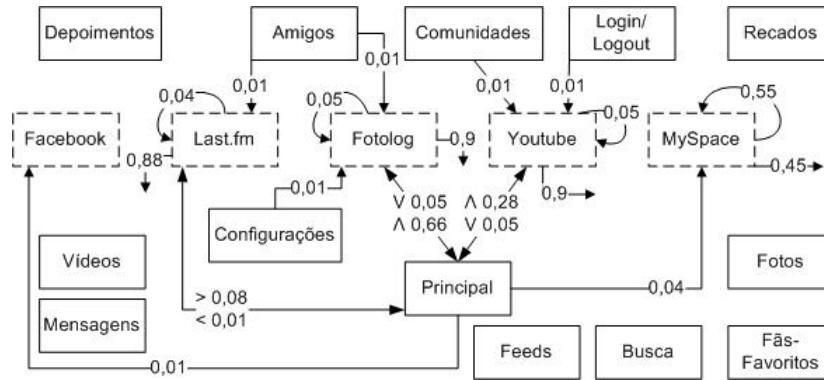 Depoimentos
Amigos
Comunidades
Login/
Logout
Recados
0,01
0,01
0,01
0,01
0,55
0,04
0,05
0,05
Facebook
Last.fm
Fotolog
Youtube
MySpace
0,88
0,9
0,9
0,45
0,01
V 0,05
Λ 0,66
Λ 0,28
V 0,05
Configurações
Vídeos
Principal
Fotos
> 0,08
< 0,01
0,04
Mensagens
Feeds
Busca
Fãs-
Favoritos
0,01